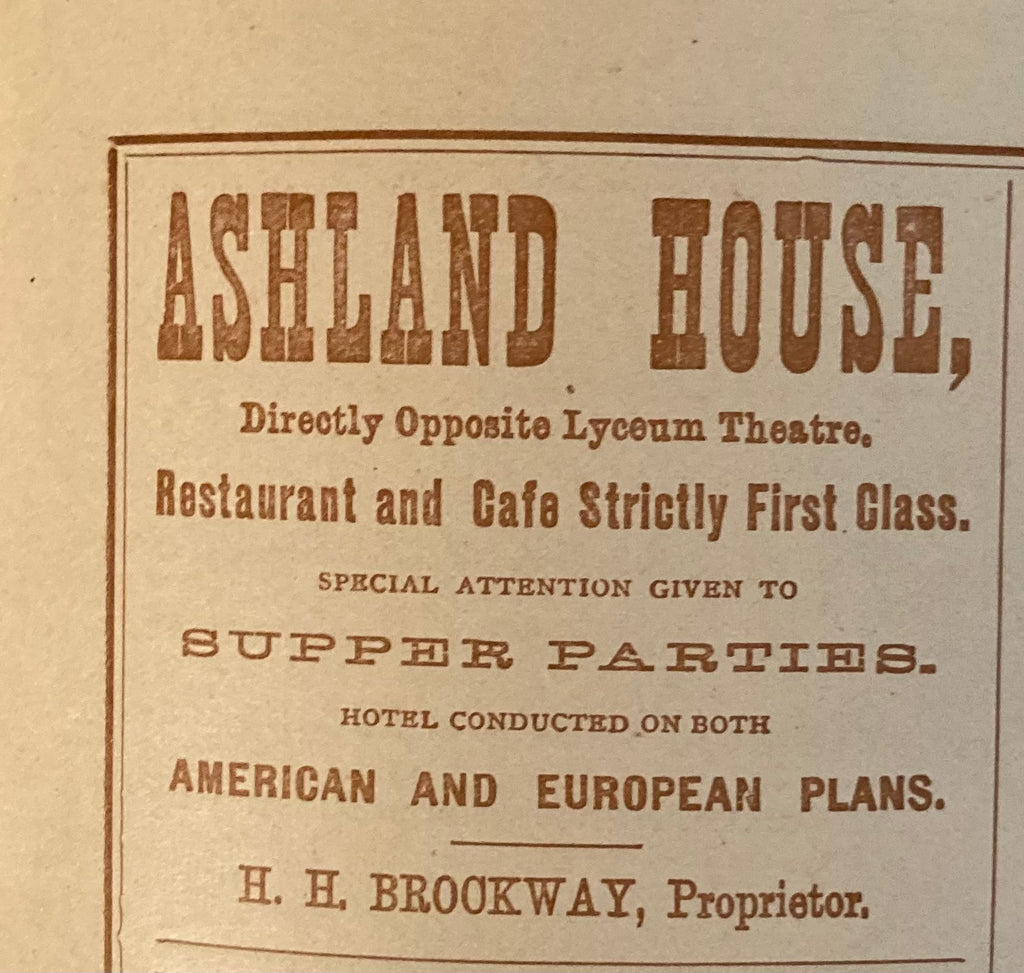 ASHLAND HOUSE,
Directly Opposite Lyceum Theatre.
Restaurant and Cafe Strictly First Class.
SPECIAL ATTENTION GIVEN TO
SUPPER PARTIES.
HOTEL CONDUCTED ON BOTH
AMERICAN AND EUROPEAN PLANS.
H. H. BROCKWAY, Proprietor.